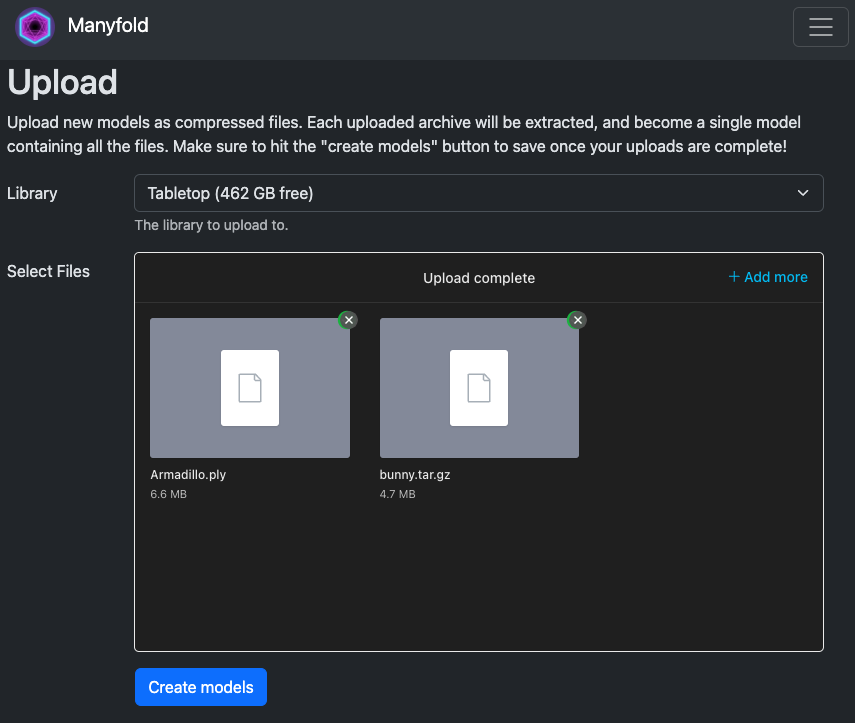 Manyfold
Upload
Upload new models as compressed files. Each uploaded archive will be extracted, and become a single model
containing all the files. Make sure to hit the "create models" button to save once your uploads are complete!
Library
Tabletop (462 GB free)
The library to upload to.
Select Files
Upload complete
+ Add more
Armadillo.ply
6.6 MB
bunny.tar.gz
4.7 MB
Create models